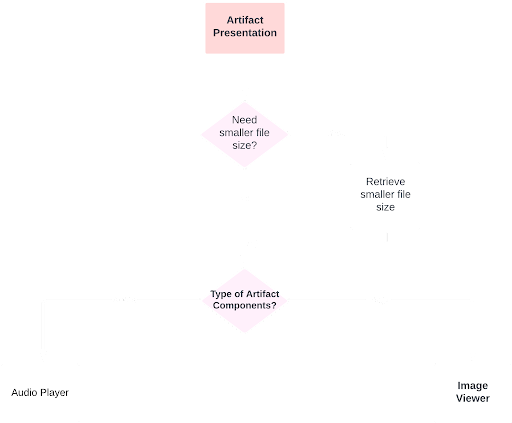 Artifact
Presentation
Need
smaller file
size?
Retrieve
smaller file
size
Type of Artifact
Components?
Audio Player
Image
Viewer